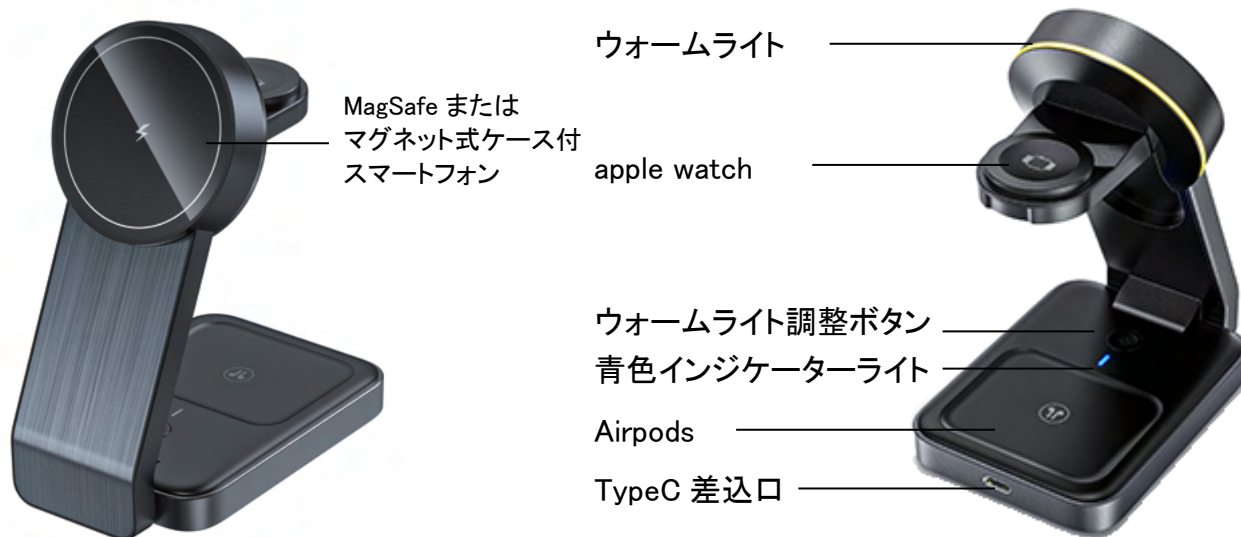 MagSafe または
マグネット式ケース付
スマートフォン
ウォームライト
apple watch
ウォームライト調整ボタン
青色インジケーターライト
Airpods
TypeC 差込口